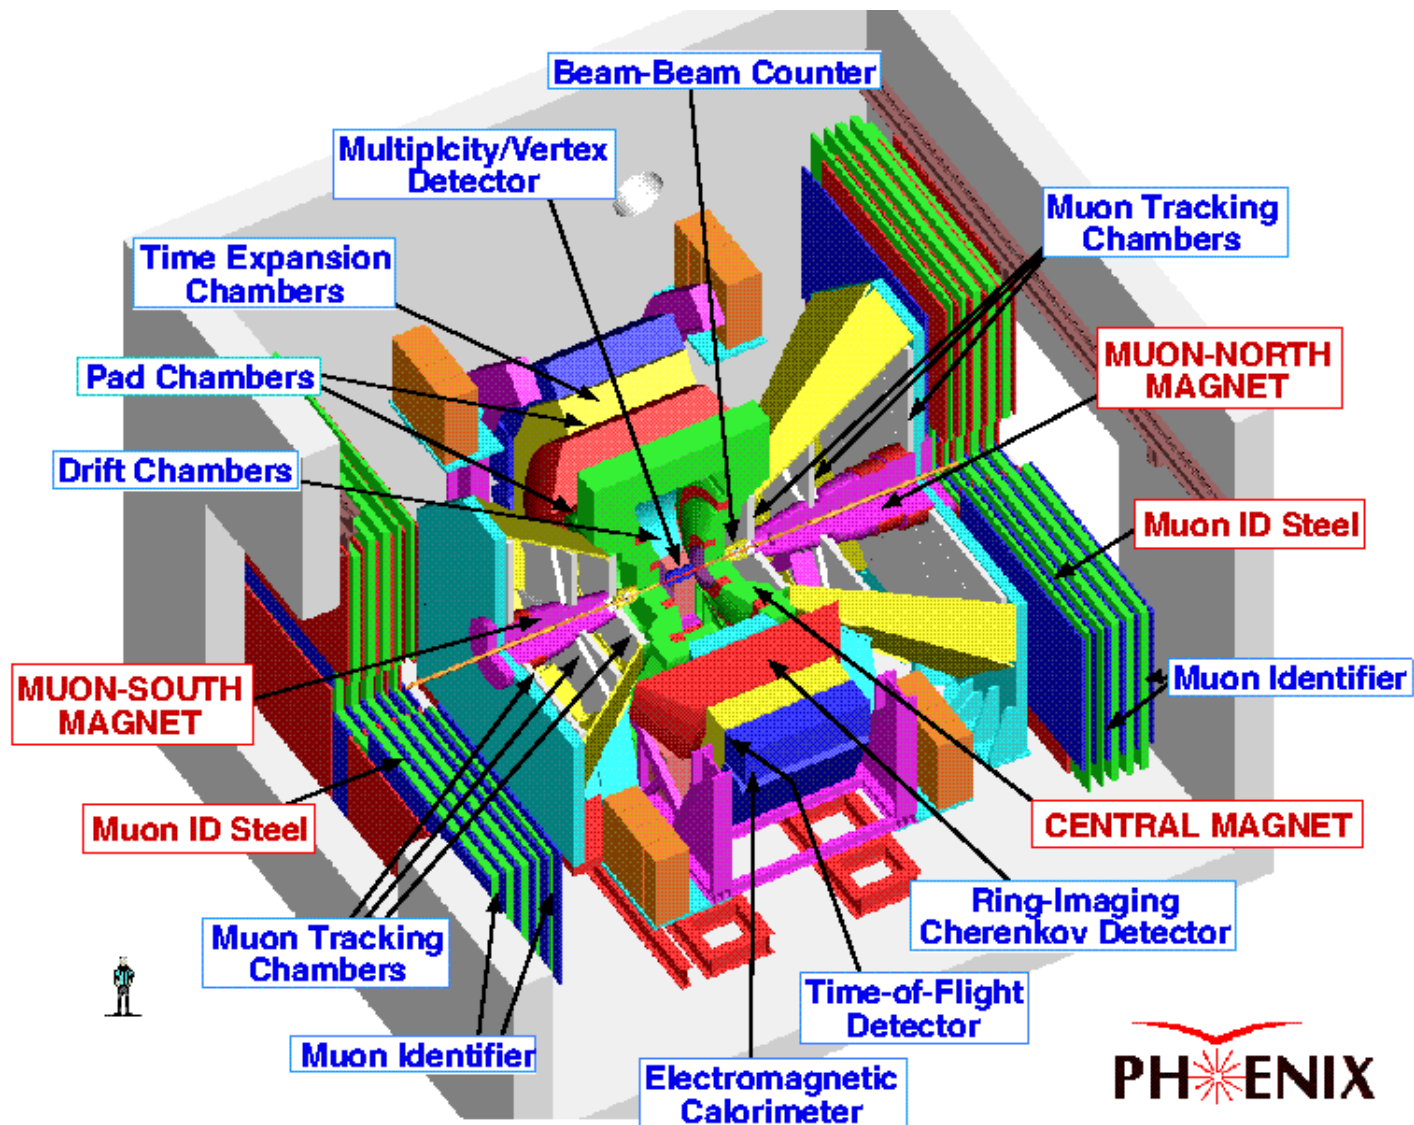 Beam-Beam Counter
Multiplcity/Vertex
Detector
Muon Tracking
Chambers
Time Expansion
Chambers
MUON-NORTH
MAGNET
Pad Chambers
Drift Chambers
Muon ID Steel
Muon Identifier
MUON-SOUTH
MAGNET
Muon ID Steel
CENTRAL MAGNET
Ring-Imaging
Cherenkov Detector
Muon Tracking
Chambers
Time-of-Flight
Detector
Muon Identifier
Electromagnetic
Calorimeter
PHENIX